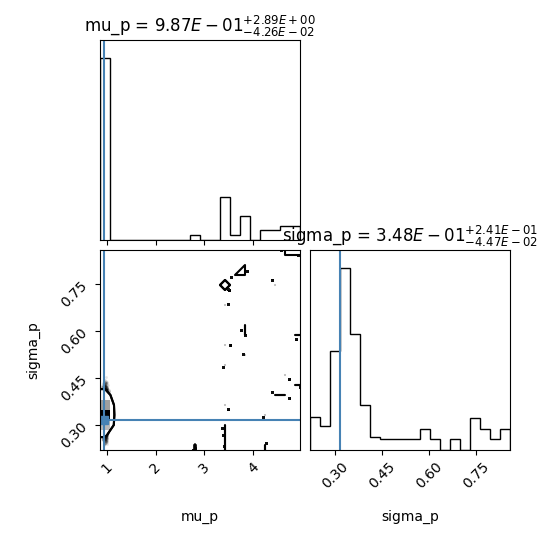 mu_p = 9.87E − 01+2.89E+00−4.26E−02
sigma_p = 3.48E − 01+2.41E−01−4.47E−02
sigma_p
0.75
0.60
0.45
0.30
1 2 3 4
0.30 0.45 0.60 0.75
mu_p
sigma_p